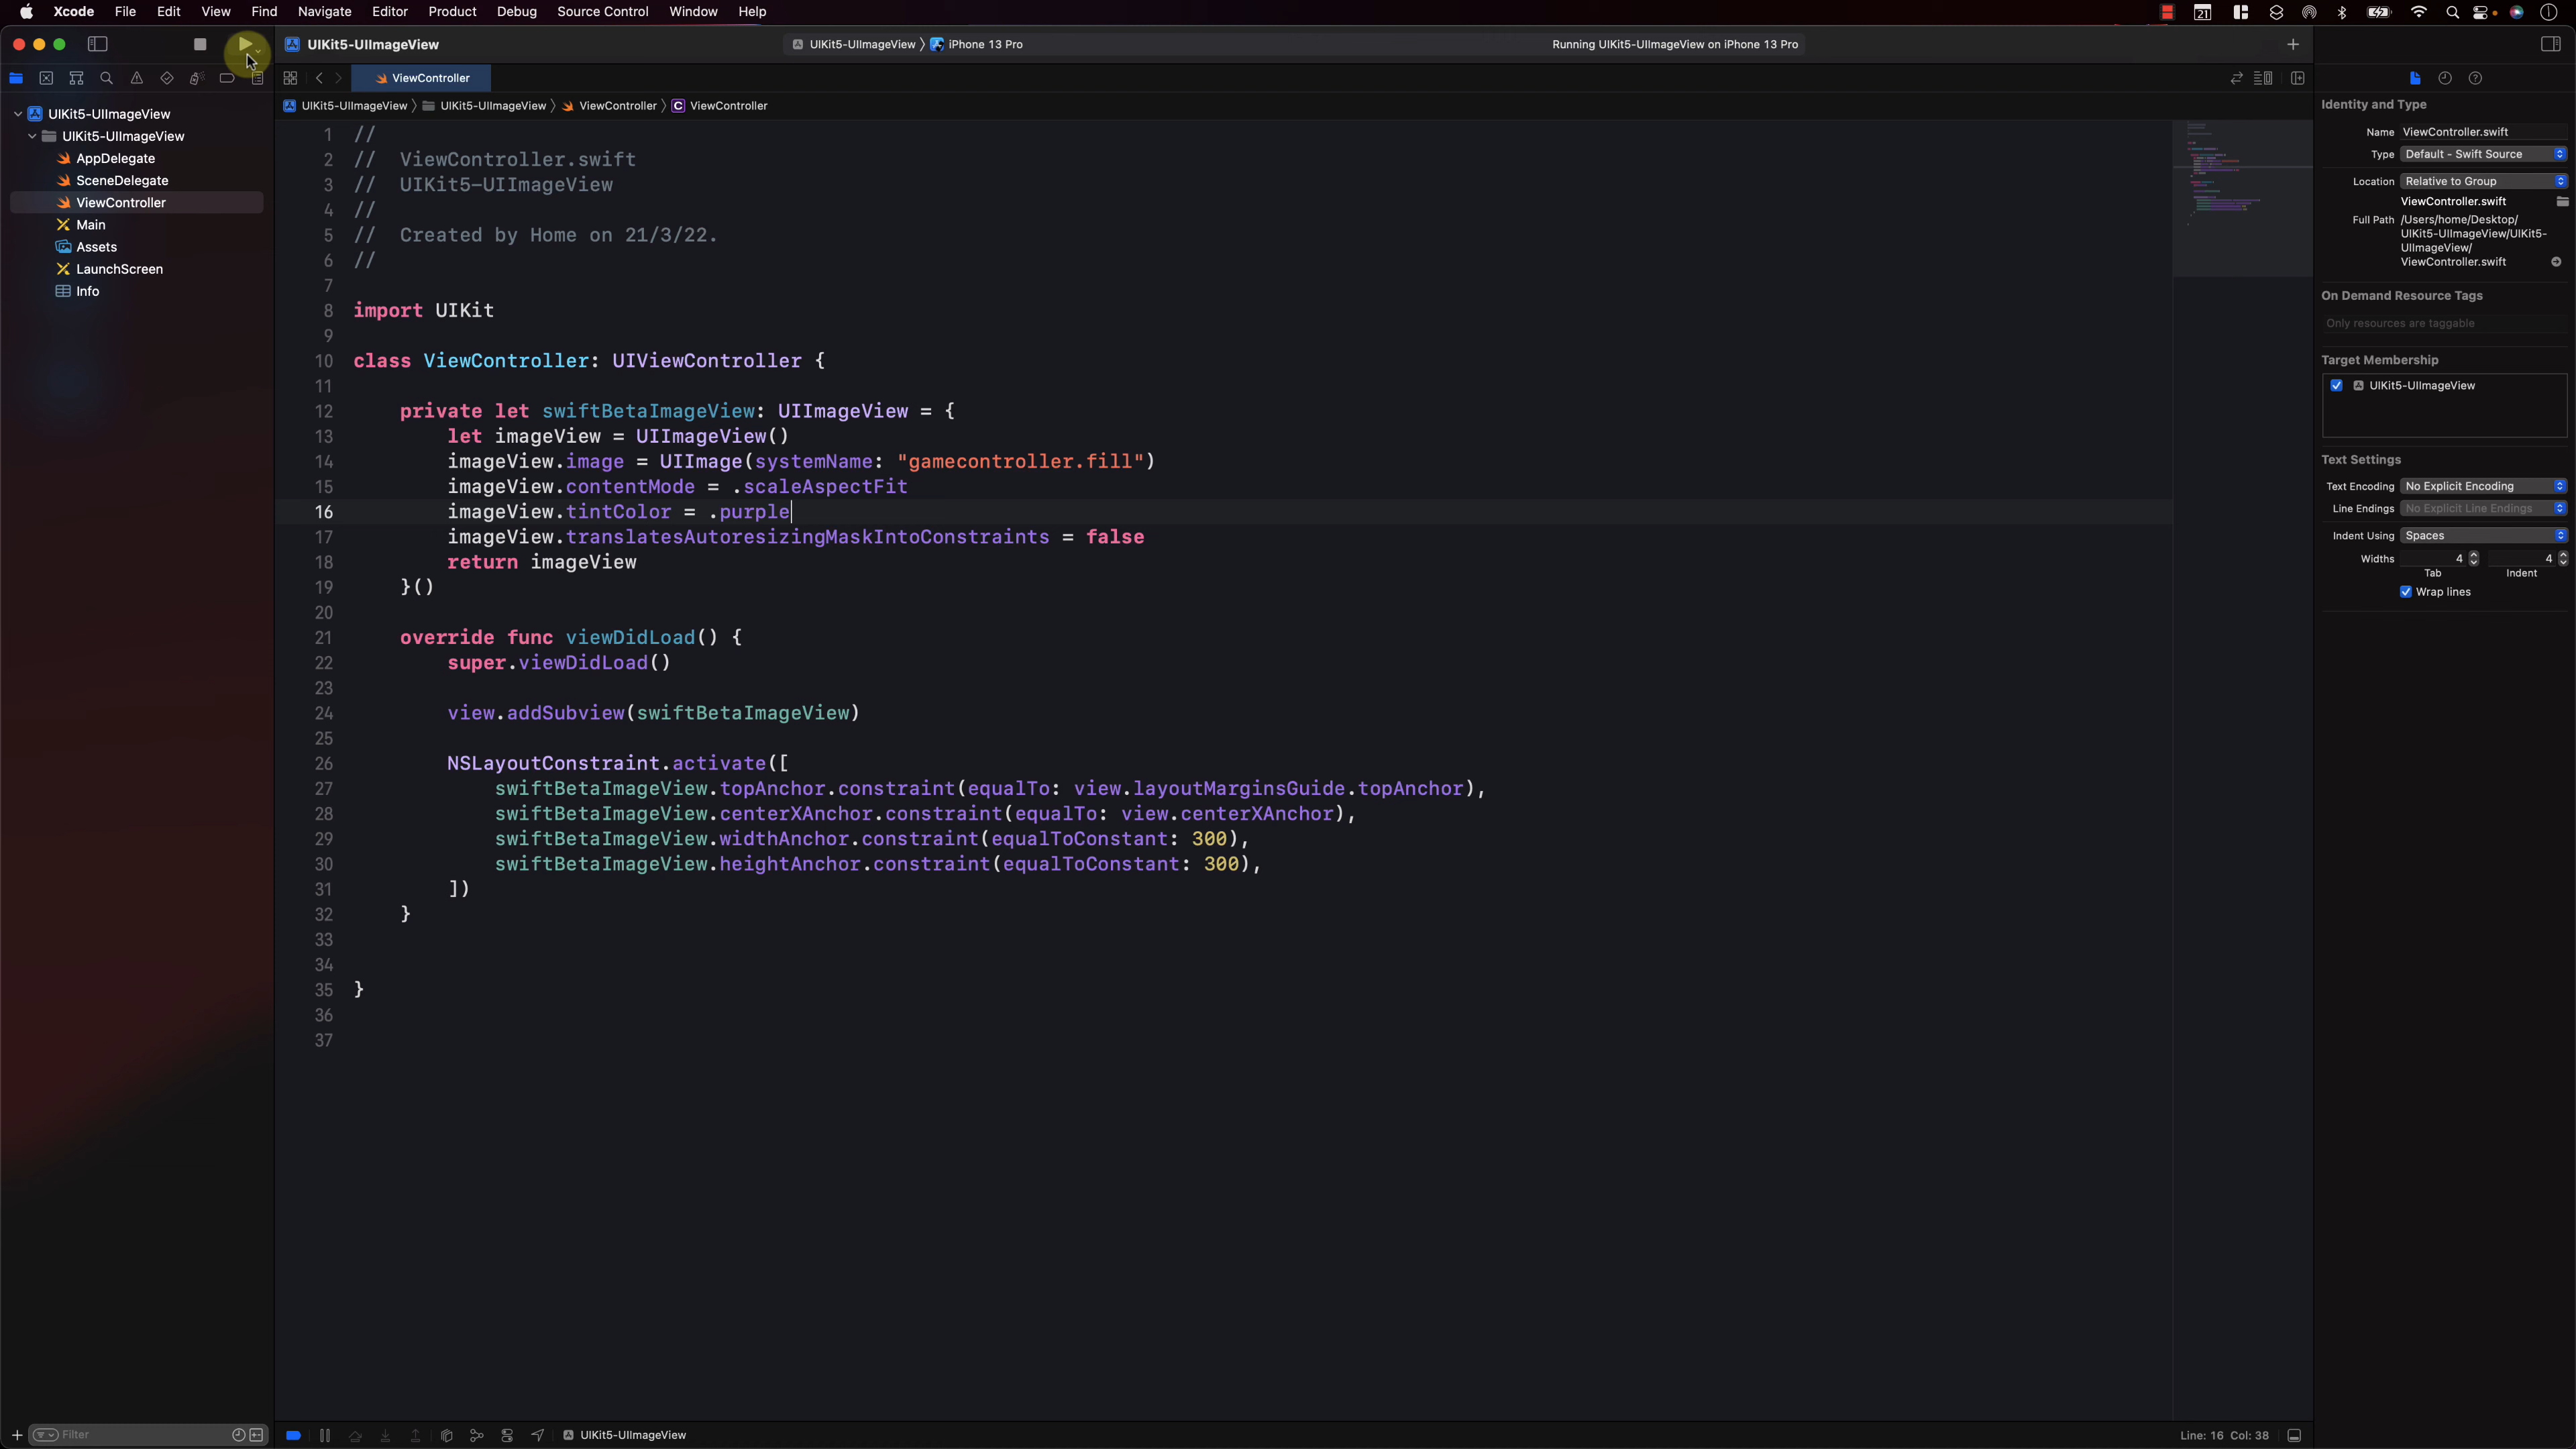 Xcode File Edit View Find Navigate Editor Product Debug Source Control Window Help
21
UIKit5-UIImageView
UIKit5-UIImageView iPhone 13 Pro
Running UIKit5-UIImageView on iPhone 13 Pro
ViewController
UIKit5-UIImageView UIKit5-UIImageView ViewController C ViewController
UIKit5-UIImageView
UIKit5-UIImageView
AppDelegate
SceneDelegate
ViewController
Main
Assets
LaunchScreen
Info
1 //
2 // ViewController.swift
3 // UIKit5-UIImageView
4 //
5 // Created by Home on 21/3/22.
6 //
7
8 import UIKit
9
10 class ViewController: UIViewController {
11
12 private let swiftBetaImageView: UIImageView = {
13 let imageView = UIImageView()
14 imageView.image = UIImage(systemName: "gamecontroller.fill")
15 imageView.contentMode = .scaleAspectFit
16 imageView.tintColor = .purple
17 imageView.translatesAutoresizingMaskIntoConstraints = false
18 return imageView
19 }()
20
21 override func viewDidLoad() {
22 super.viewDidLoad()
23
24 view.addSubview(swiftBetaImageView)
25
26 NSLayoutConstraint.activate([
27 swiftBetaImageView.topAnchor.constraint(equalTo: view.layoutMarginsGuide.topAnchor),
28 swiftBetaImageView.centerXAnchor.constraint(equalTo: view.centerXAnchor),
29 swiftBetaImageView.widthAnchor.constraint(equalToConstant: 300),
30 swiftBetaImageView.heightAnchor.constraint(equalToConstant: 300),
31 ])
32 }
33
34
35 }
36
37
Identity and Type
Name ViewController.swift
Type Default - Swift Source
Location Relative to Group
ViewController.swift
Full Path /Users/home/Desktop/
UIKit5-UIImageView/UIKit5-
UIImageView/
ViewController.swift
On Demand Resource Tags
Only resources are taggable
Target Membership
UIKit5-UIImageView
Text Settings
Text Encoding No Explicit Encoding
Line Endings No Explicit Line Endings
Indent Using Spaces
Widths 4 4
Tab Indent
Wrap lines
Filter
UIKit5-UIImageView
Line: 16 Col: 38